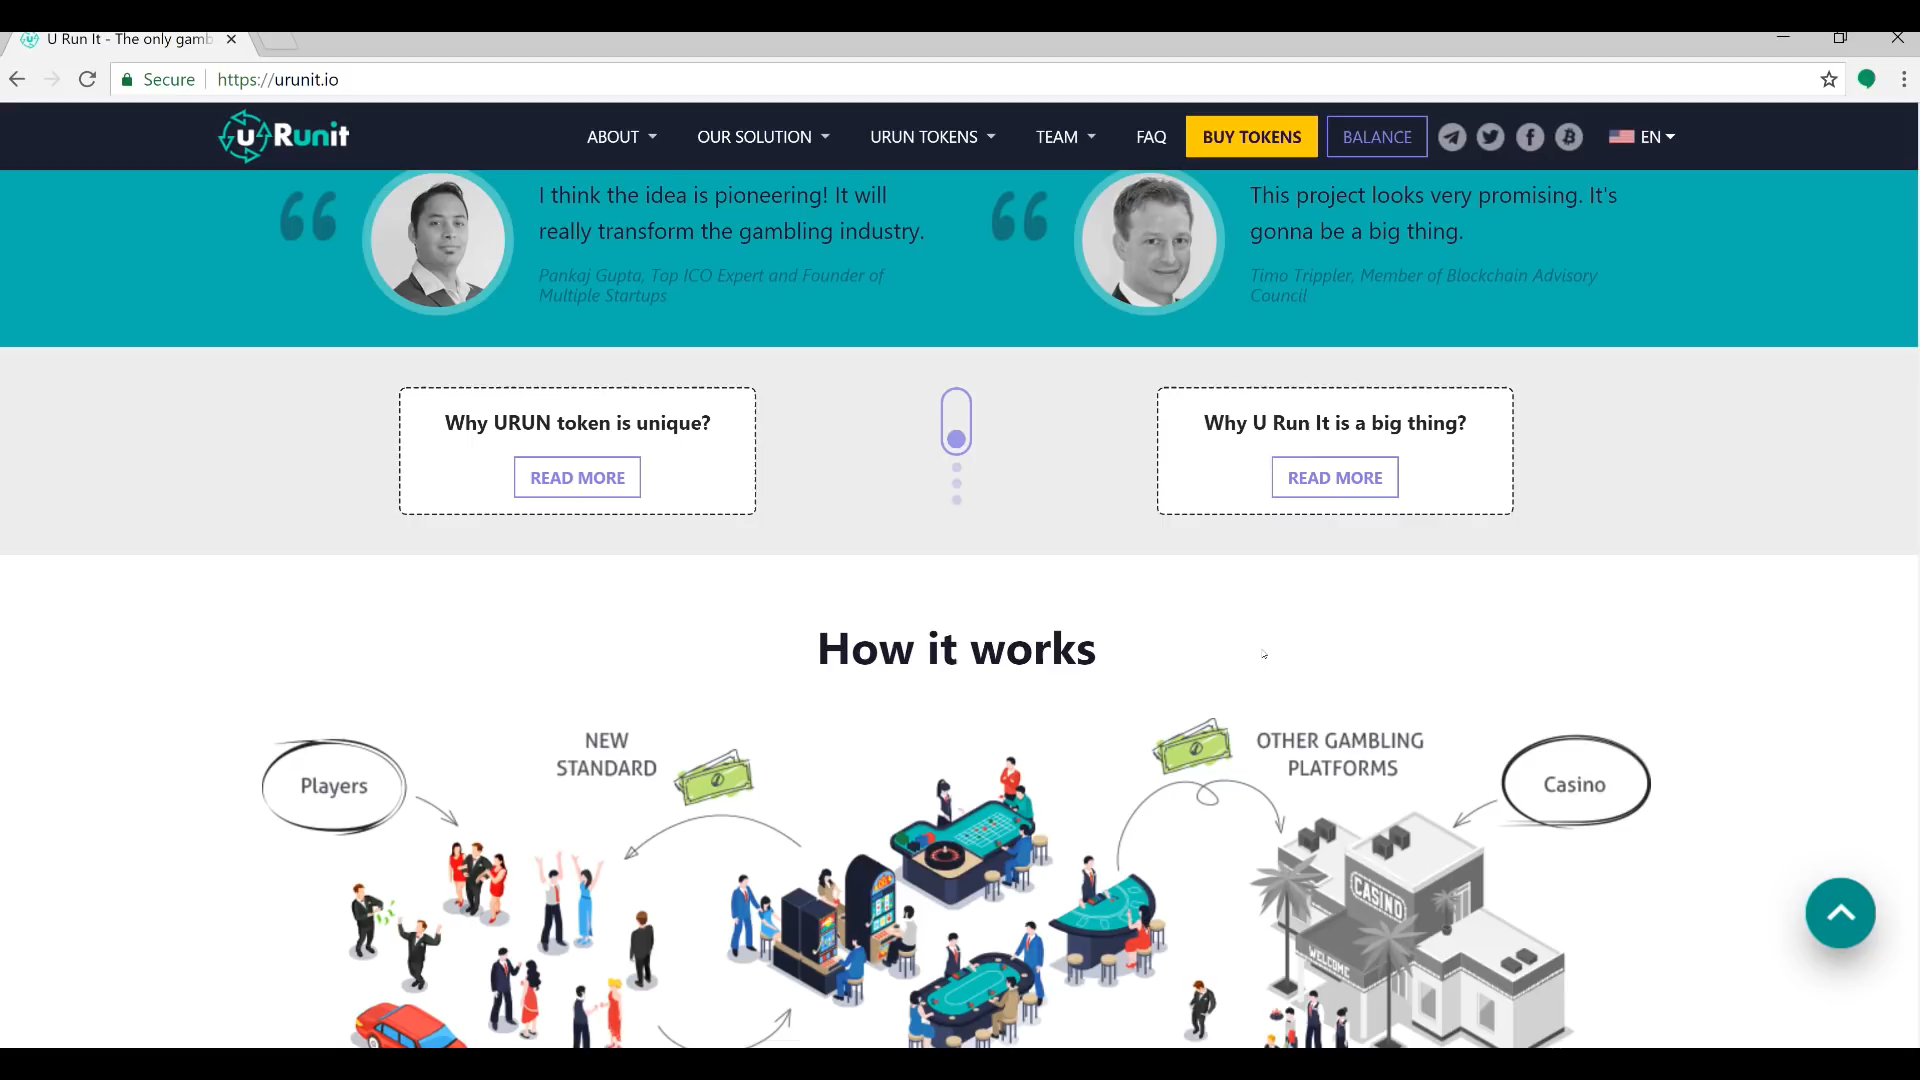 U Run It - The only gamb
Secure https://urunit.io
uRunit
ABOUT OUR SOLUTION URUN TOKENS TEAM FAQ BUY TOKENS BALANCE EN
I think the idea is pioneering! It will
really transform the gambling industry.
Pankaj Gupta, Top ICO Expert and Founder of
Multiple Startups
This project looks very promising. It's
gonna be a big thing.
Timo Trippler, Member of Blockchain Advisory
Council
Why URUN token is unique?
READ MORE
Why U Run It is a big thing?
READ MORE
How it works
Players
NEW
STANDARD
OTHER GAMBLING
PLATFORMS
Casino
CASINO
WELCOME